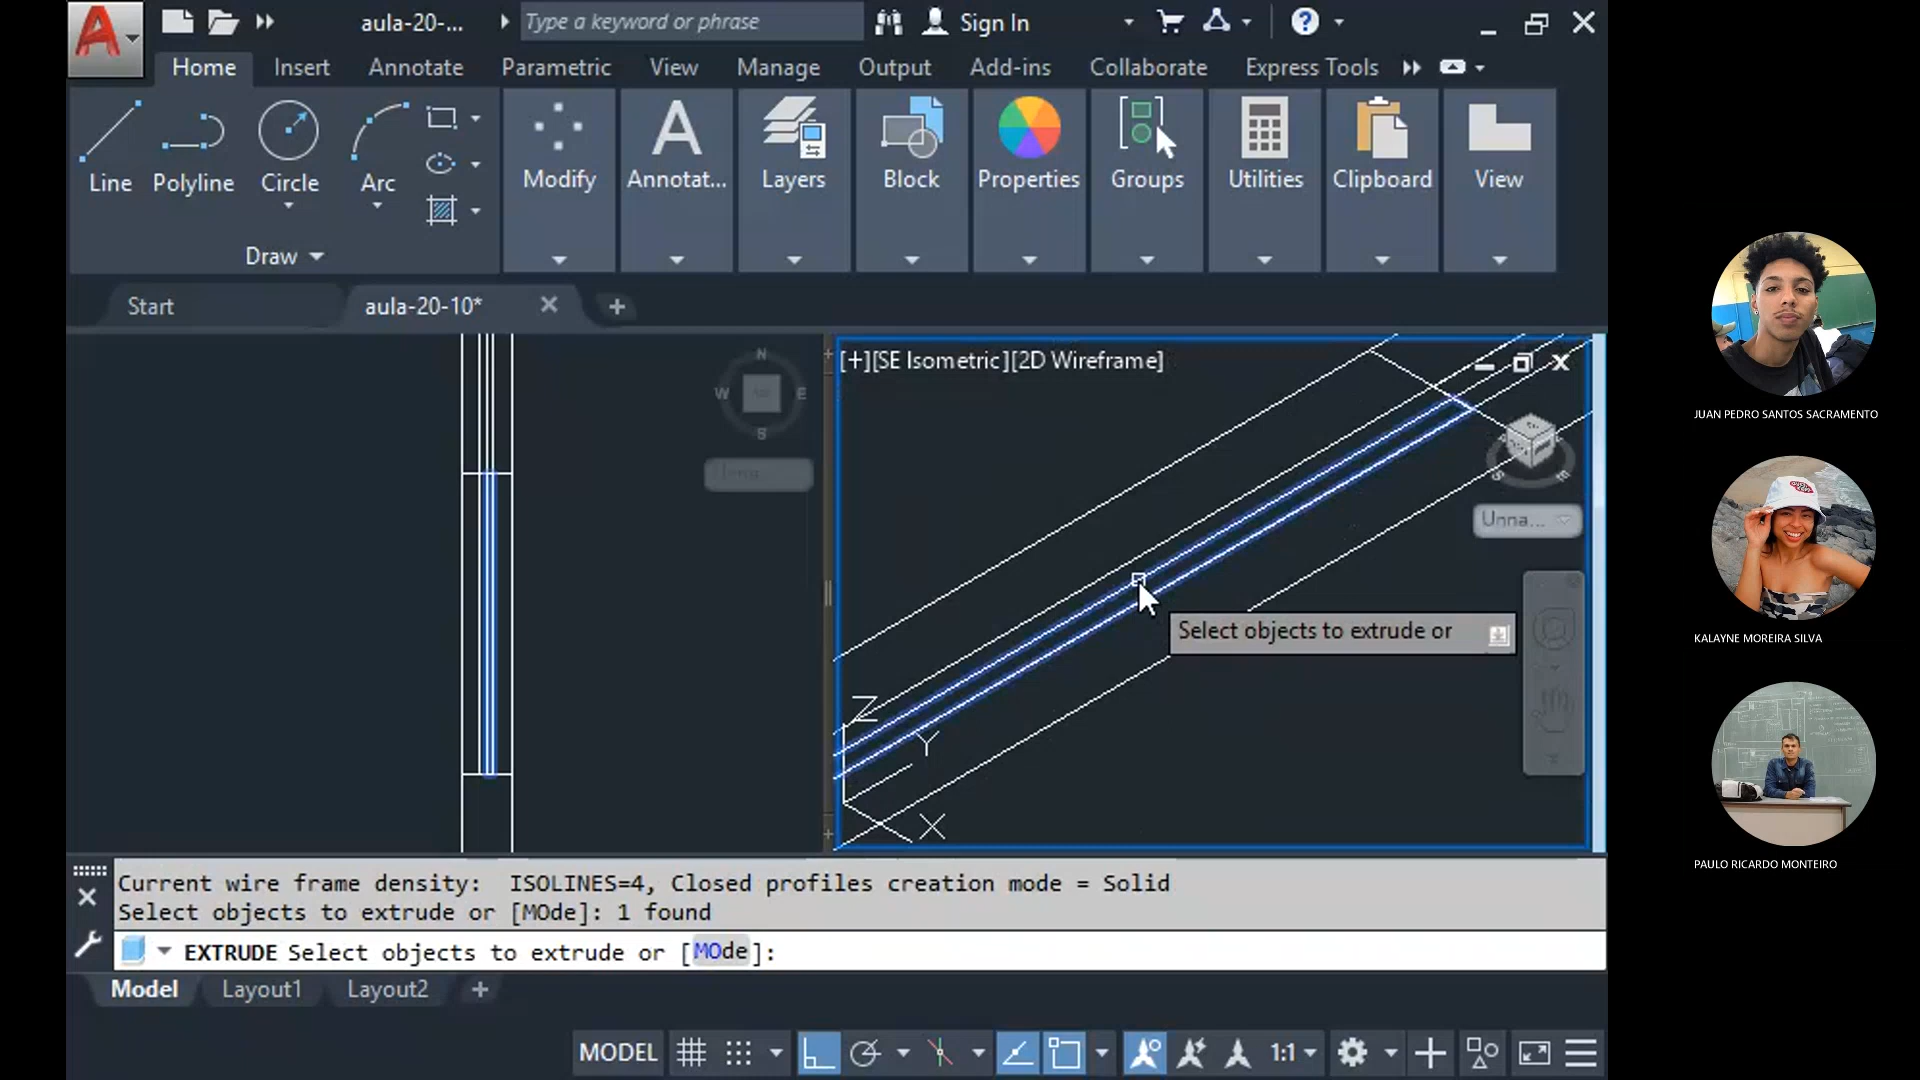 aula-20-...
Type a keyword or phrase
Sign In
Home
Insert
Annotate
Parametric
View
Manage
Output
Add-ins
Collaborate
Express Tools
Line
Polyline
Circle
Arc
Modify
Annotat...
Layers
Block
Properties
Groups
Utilities
Clipboard
View
Draw
Start
aula-20-10*
N
W
E
S
[+][SE Isometric][2D Wireframe]
Unna...
Select objects to extrude or
Z
Y
X
Current wire frame density: ISOLINES=4, Closed profiles creation mode = Solid
Select objects to extrude or [MOde]: 1 found
EXTRUDE Select objects to extrude or [MOde]:
Model
Layout1
Layout2
MODEL
1:1
JUAN PEDRO SANTOS SACRAMENTO
KALAYNE MOREIRA SILVA
PAULO RICARDO MONTEIRO